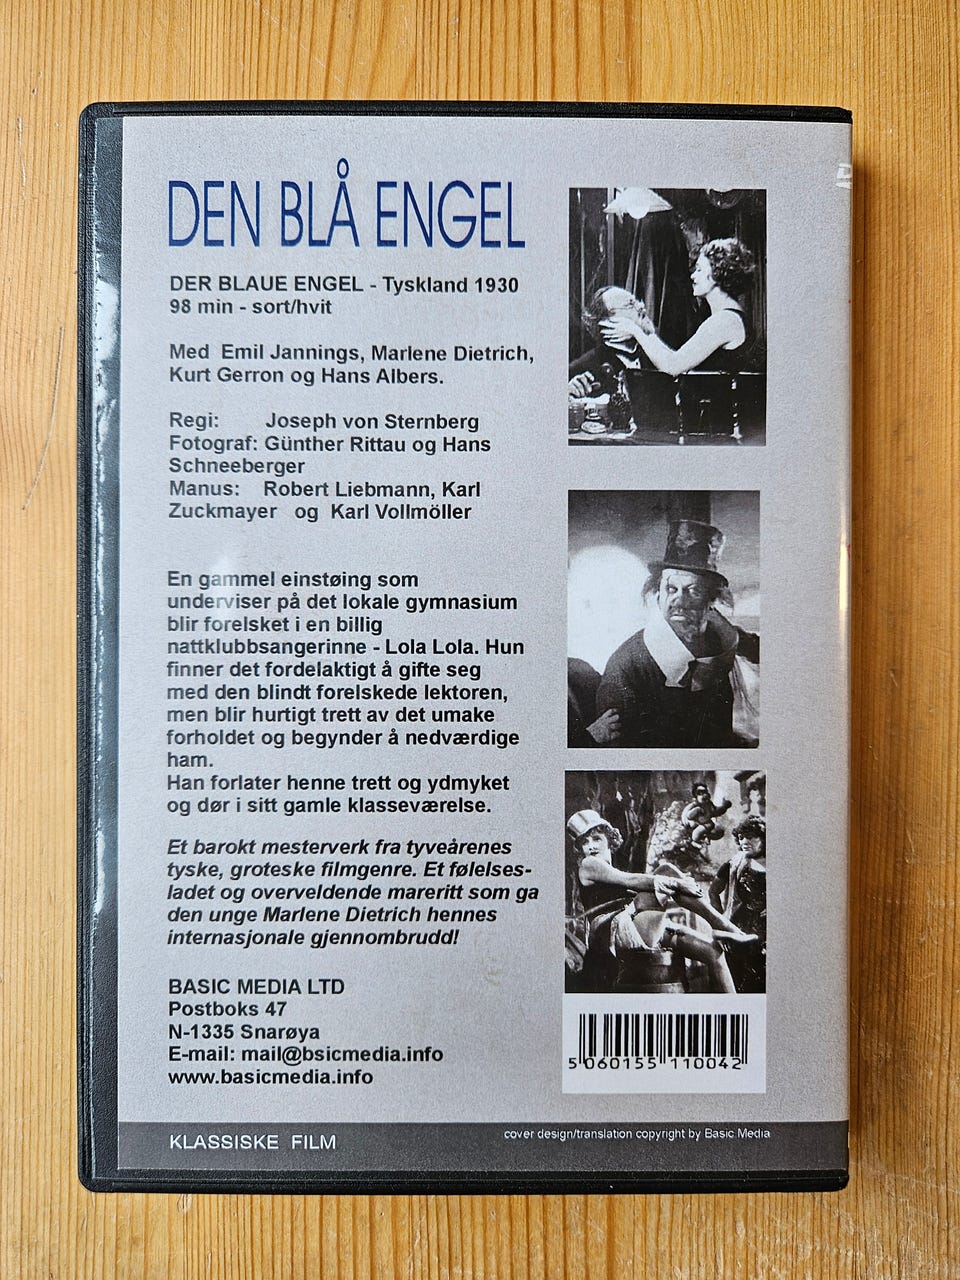 DEN BLÅ ENGEL
DER BLAUE ENGEL - Tyskland 1930
98 min - sort/hvit
Med Emil Jannings, Marlene Dietrich,
Kurt Gerron og Hans Albers.
Regi: Joseph von Sternberg
Fotograf: Günther Rittau og Hans
Schneeberger
Manus: Robert Liebmann, Karl
Zuckmayer og Karl Vollmöller
En gammel einstøing som
underviser på det lokale gymnasium
blir forelsket i en billig
nattklubbsangerinne - Lola Lola. Hun
finner det fordelaktigt å gifte seg
med den blindt forelskede lektoren,
men blir hurtigt trett av det umake
forholdet og begynder å nedværdige
ham.
Han forlater henne trett og ydmyket
og dør i sitt gamle klasseværelse.
Et barokt mesterverk fra tyveårenes
tyske, groteske filmgenre. Et følelses-
ladet og overveldende mareritt som ga
den unge Marlene Dietrich hennes
internasjonale gjennombrudd!
BASIC MEDIA LTD
Postboks 47
N-1335 Snarøya
E-mail: mail@bsicmedia.info
www.basicmedia.info
5 060155 110042
KLASSISKE FILM
cover design/translation copyright by Basic Media